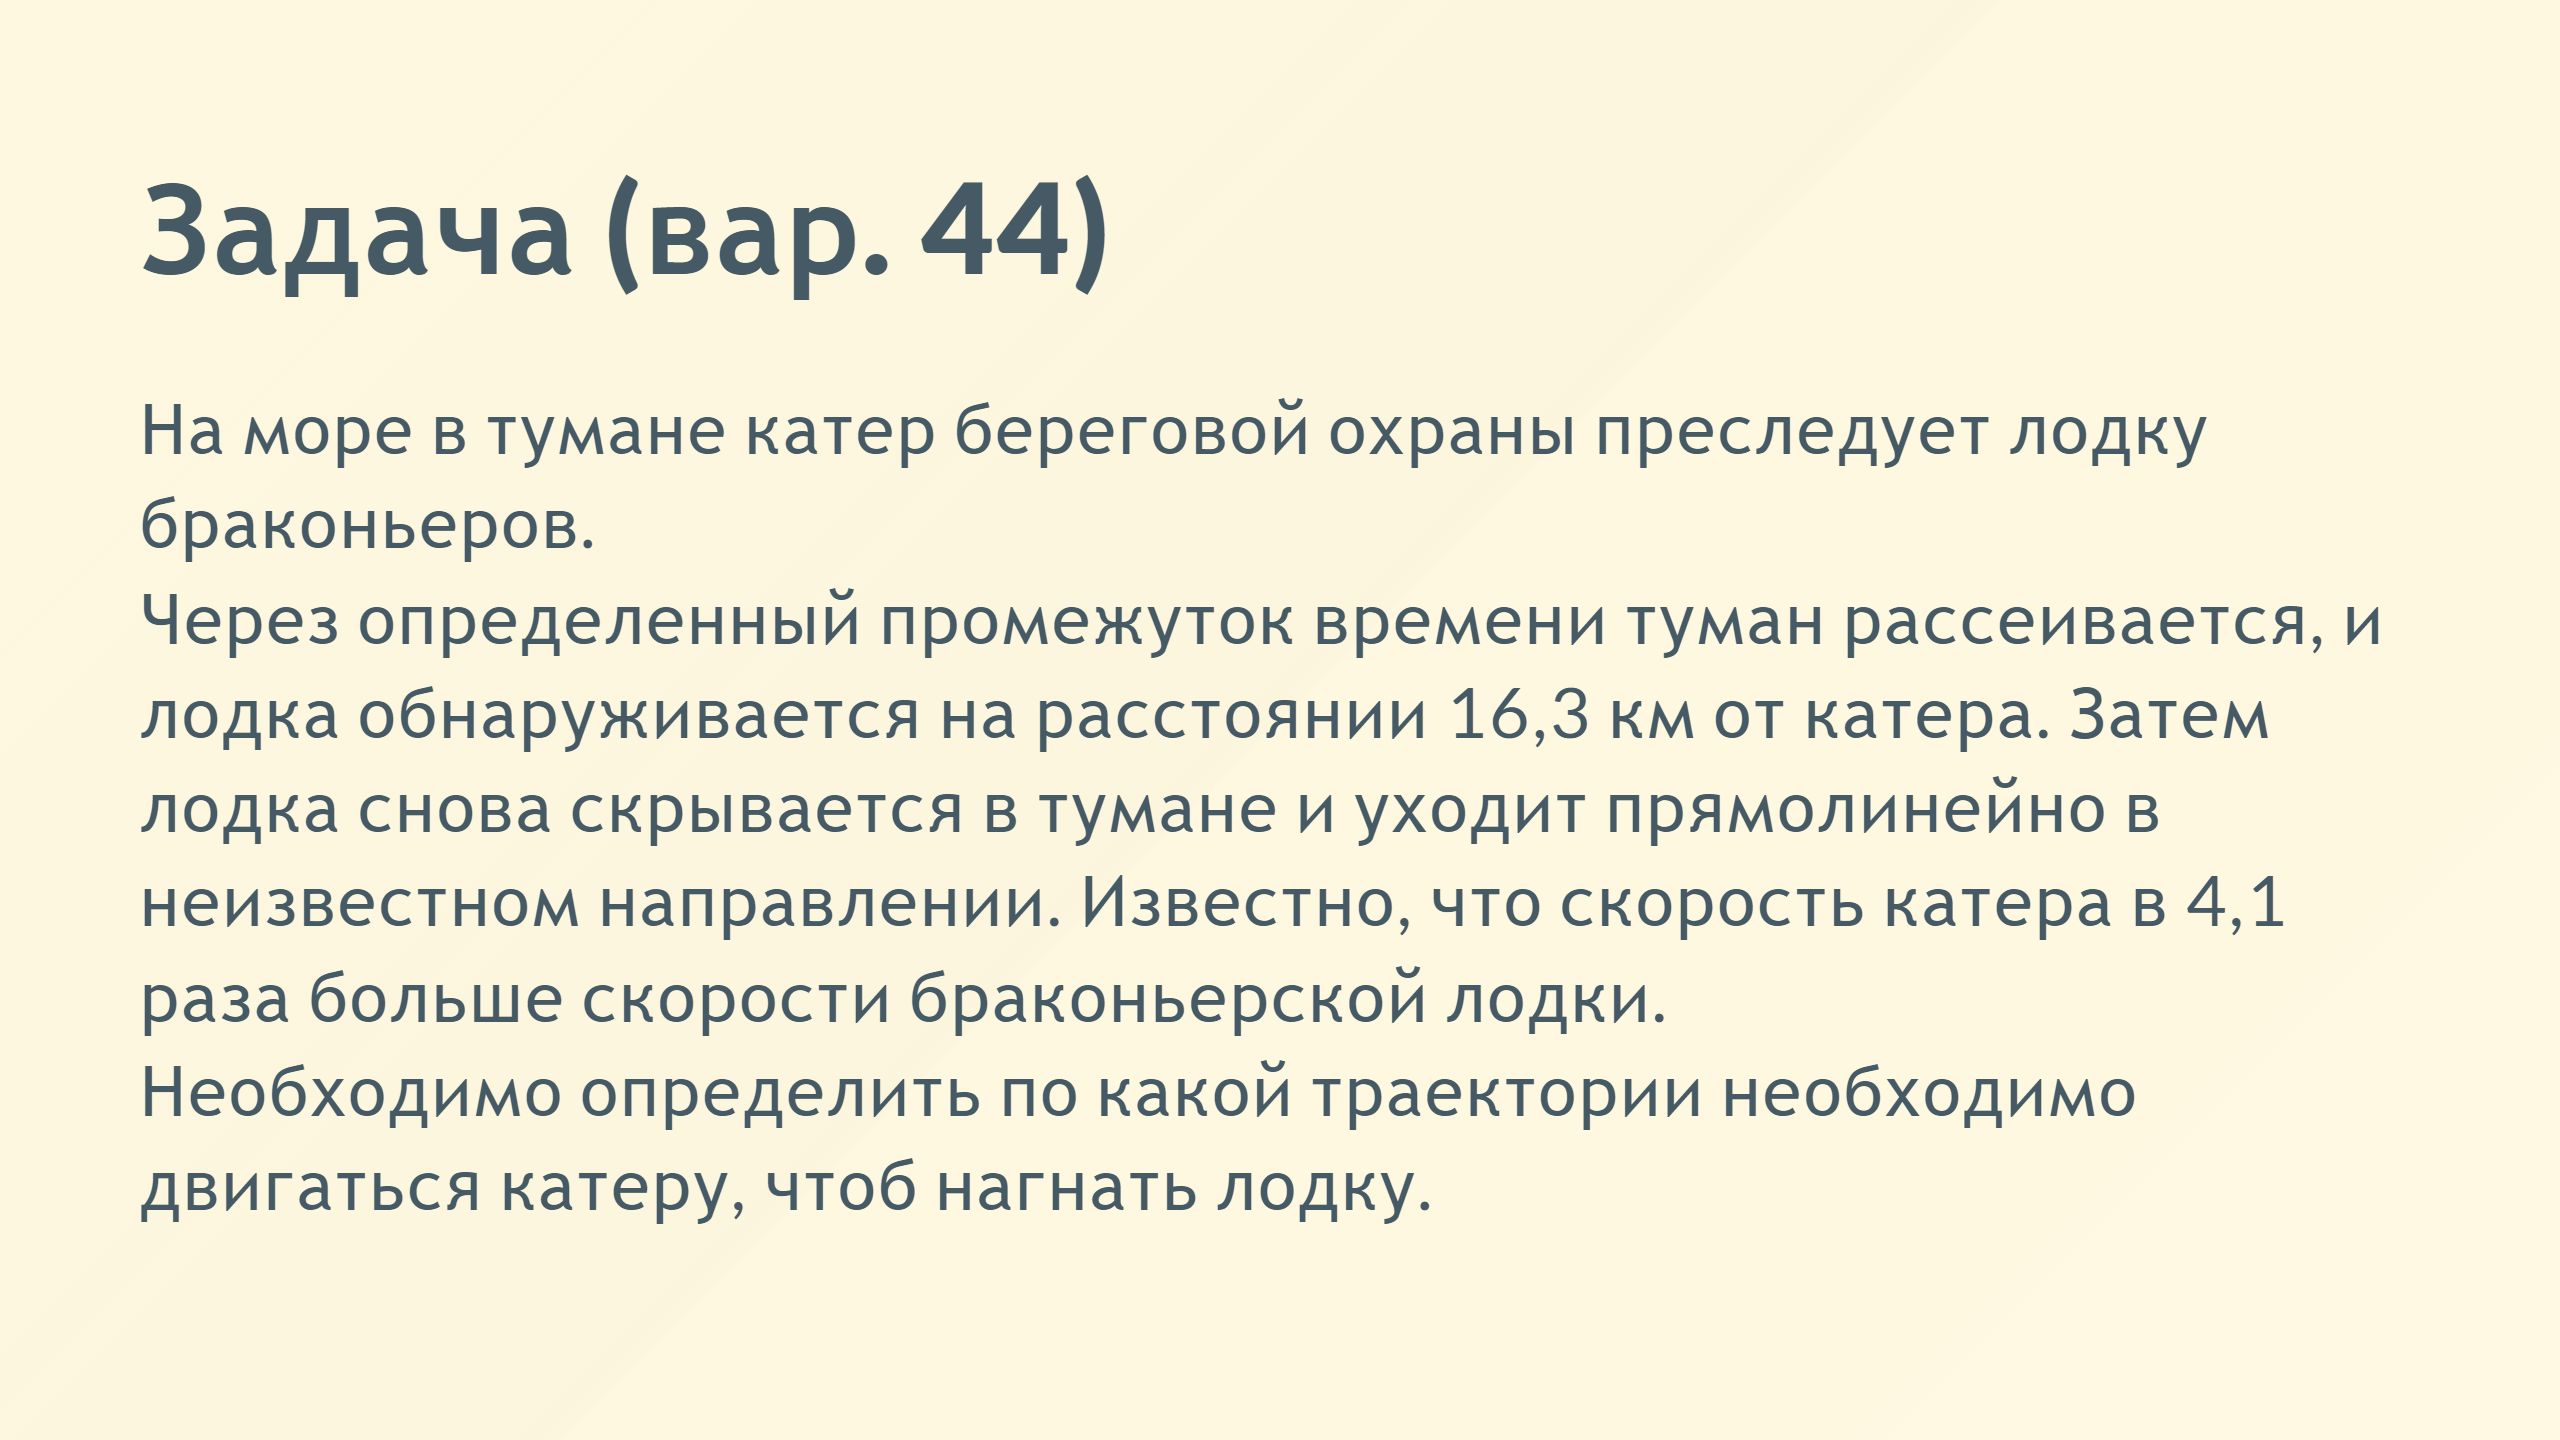 Задача (вар. 44)
На море в тумане катер береговой охраны преследует лодку
браконьеров.
Через определенный промежуток времени туман рассеивается, и
лодка обнаруживается на расстоянии 16,3 км от катера. Затем
лодка снова скрывается в тумане и уходит прямолинейно в
неизвестном направлении. Известно, что скорость катера в 4,1
раза больше скорости браконьерской лодки.
Необходимо определить по какой траектории необходимо
двигаться катеру, чтоб нагнать лодку.